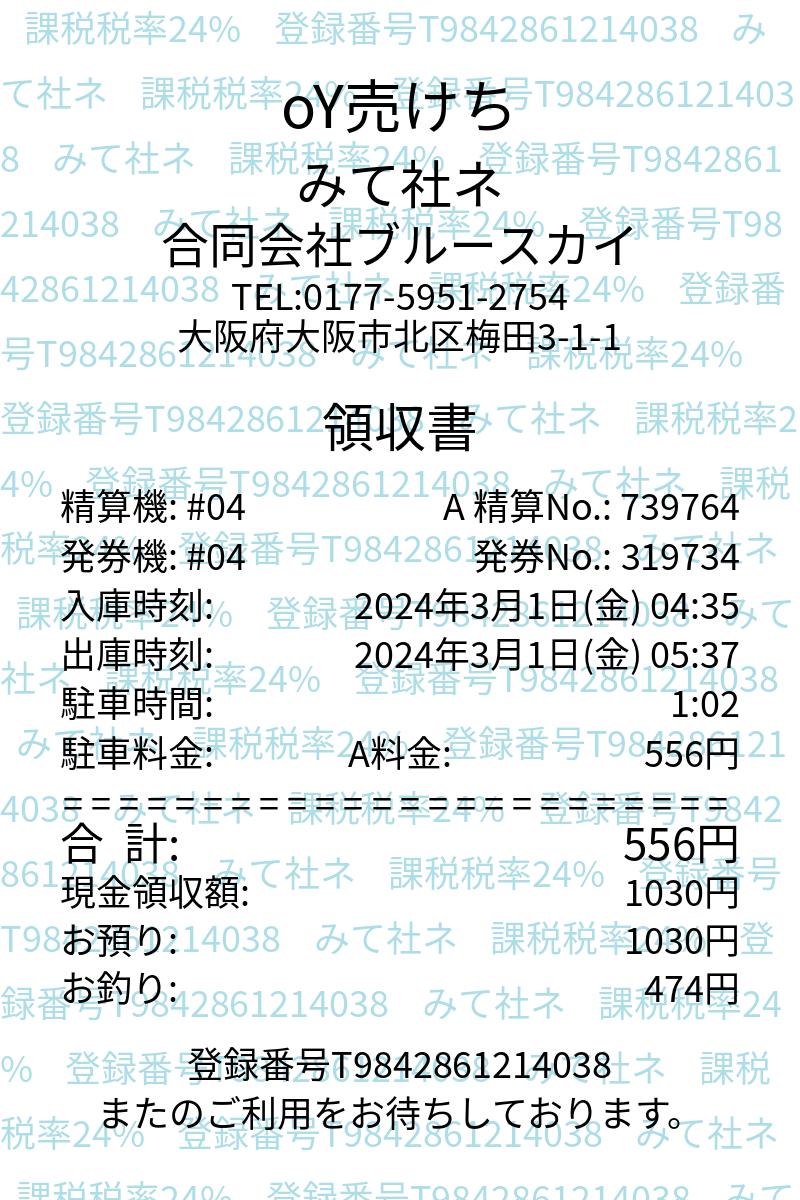 oY売けち
みて社ネ
合同会社ブルースカイ
TEL:0177-5951-2754
大阪府大阪市北区梅田3-1-1
領収書
精算機: #04 A 精算No.: 739764
発券機: #04 発券No.: 319734
入庫時刻: 2024年3月1日(金) 04:35
出庫時刻: 2024年3月1日(金) 05:37
駐車時間: 1:02
駐車料金: A料金: 556円
========================
合 計: 556円
現金領収額: 1030円
お預り: 1030円
お釣り: 474円
登録番号T9842861214038
またのご利用をお待ちしております。
課税税率24% 登録番号T9842861214038 み
て社ネ 課税税率24% 登録番号T984286121403
8 みて社ネ 課税税率24% 登録番号T9842861
214038 みて社ネ 課税税率24% 登録番号T98
42861214038 みて社ネ 課税税率24% 登録番
号T9842861214038 みて社ネ 課税税率24%
登録番号T9842861214038 みて社ネ 課税税率2
4% 登録番号T9842861214038 みて社ネ 課税
税率24% 登録番号T9842861214038 みて社ネ
課税税率24% 登録番号T9842861214038 みて
社ネ 課税税率24% 登録番号T9842861214038
みて社ネ 課税税率24% 登録番号T984286121
4038 みて社ネ 課税税率24% 登録番号T9842
861214038 みて社ネ 課税税率24% 登録番号
T9842861214038 みて社ネ 課税税率24% 登
録番号T9842861214038 みて社ネ 課税税率24
% 登録番号T9842861214038 みて社ネ 課税
税率24% 登録番号T9842861214038 みて社ネ
課税税率24% 登録番号T9842861214038 みて